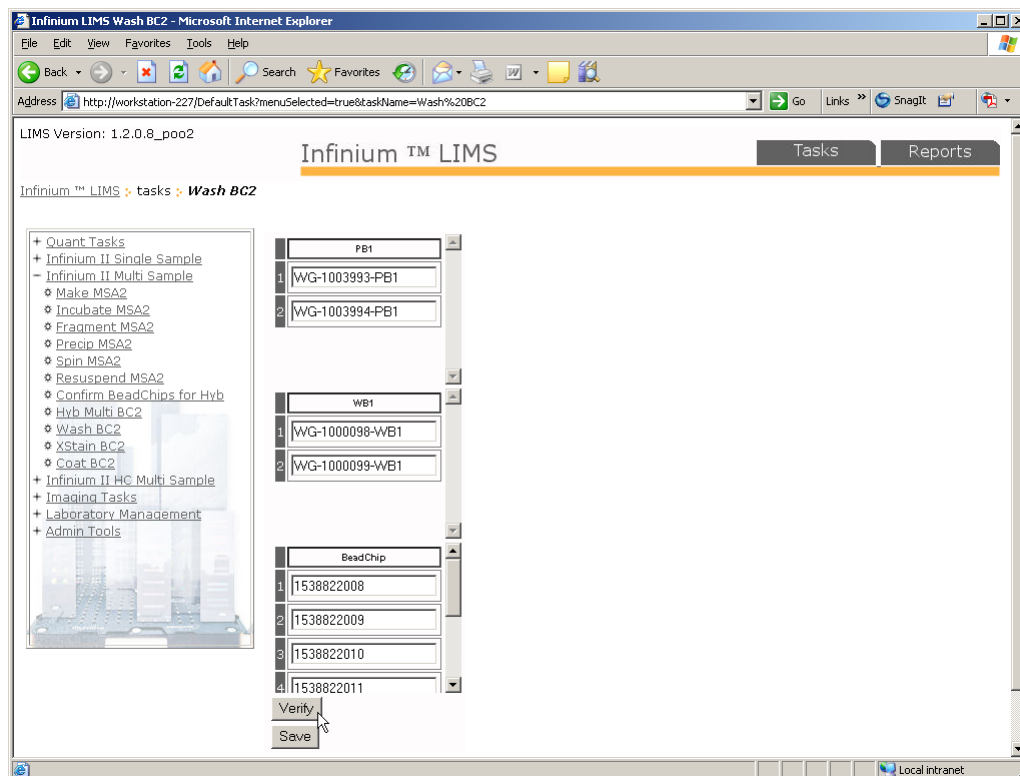 Infinium LIMS Wash BC2 - Microsoft Internet Explorer
File Edit View Favorites Tools Help
Back Search Favorites
Address http://workstation-227/DefaultTask?menuSelected=true&taskName=Wash%20BC2 Go Links » SnagIt
LIMS Version: 1.2.0.8_poo2
Infinium ™ LIMS
Tasks Reports
Infinium ™ LIMS : tasks : Wash BC2
+ Quant Tasks
+ Infinium II Single Sample
− Infinium II Multi Sample
Make MSA2
Incubate MSA2
Fragment MSA2
Precip MSA2
Spin MSA2
Resuspend MSA2
Confirm BeadChips for Hyb
Hyb Multi BC2
Wash BC2
XStain BC2
Coat BC2
+ Infinium II HC Multi Sample
+ Imaging Tasks
+ Laboratory Management
+ Admin Tools
PB1
1 WG-1003993-PB1
2 WG-1003994-PB1
WB1
1 WG-1000098-WB1
2 WG-1000099-WB1
BeadChip
1 1538822008
2 1538822009
3 1538822010
4 1538822011
Verify
Save
Local intranet